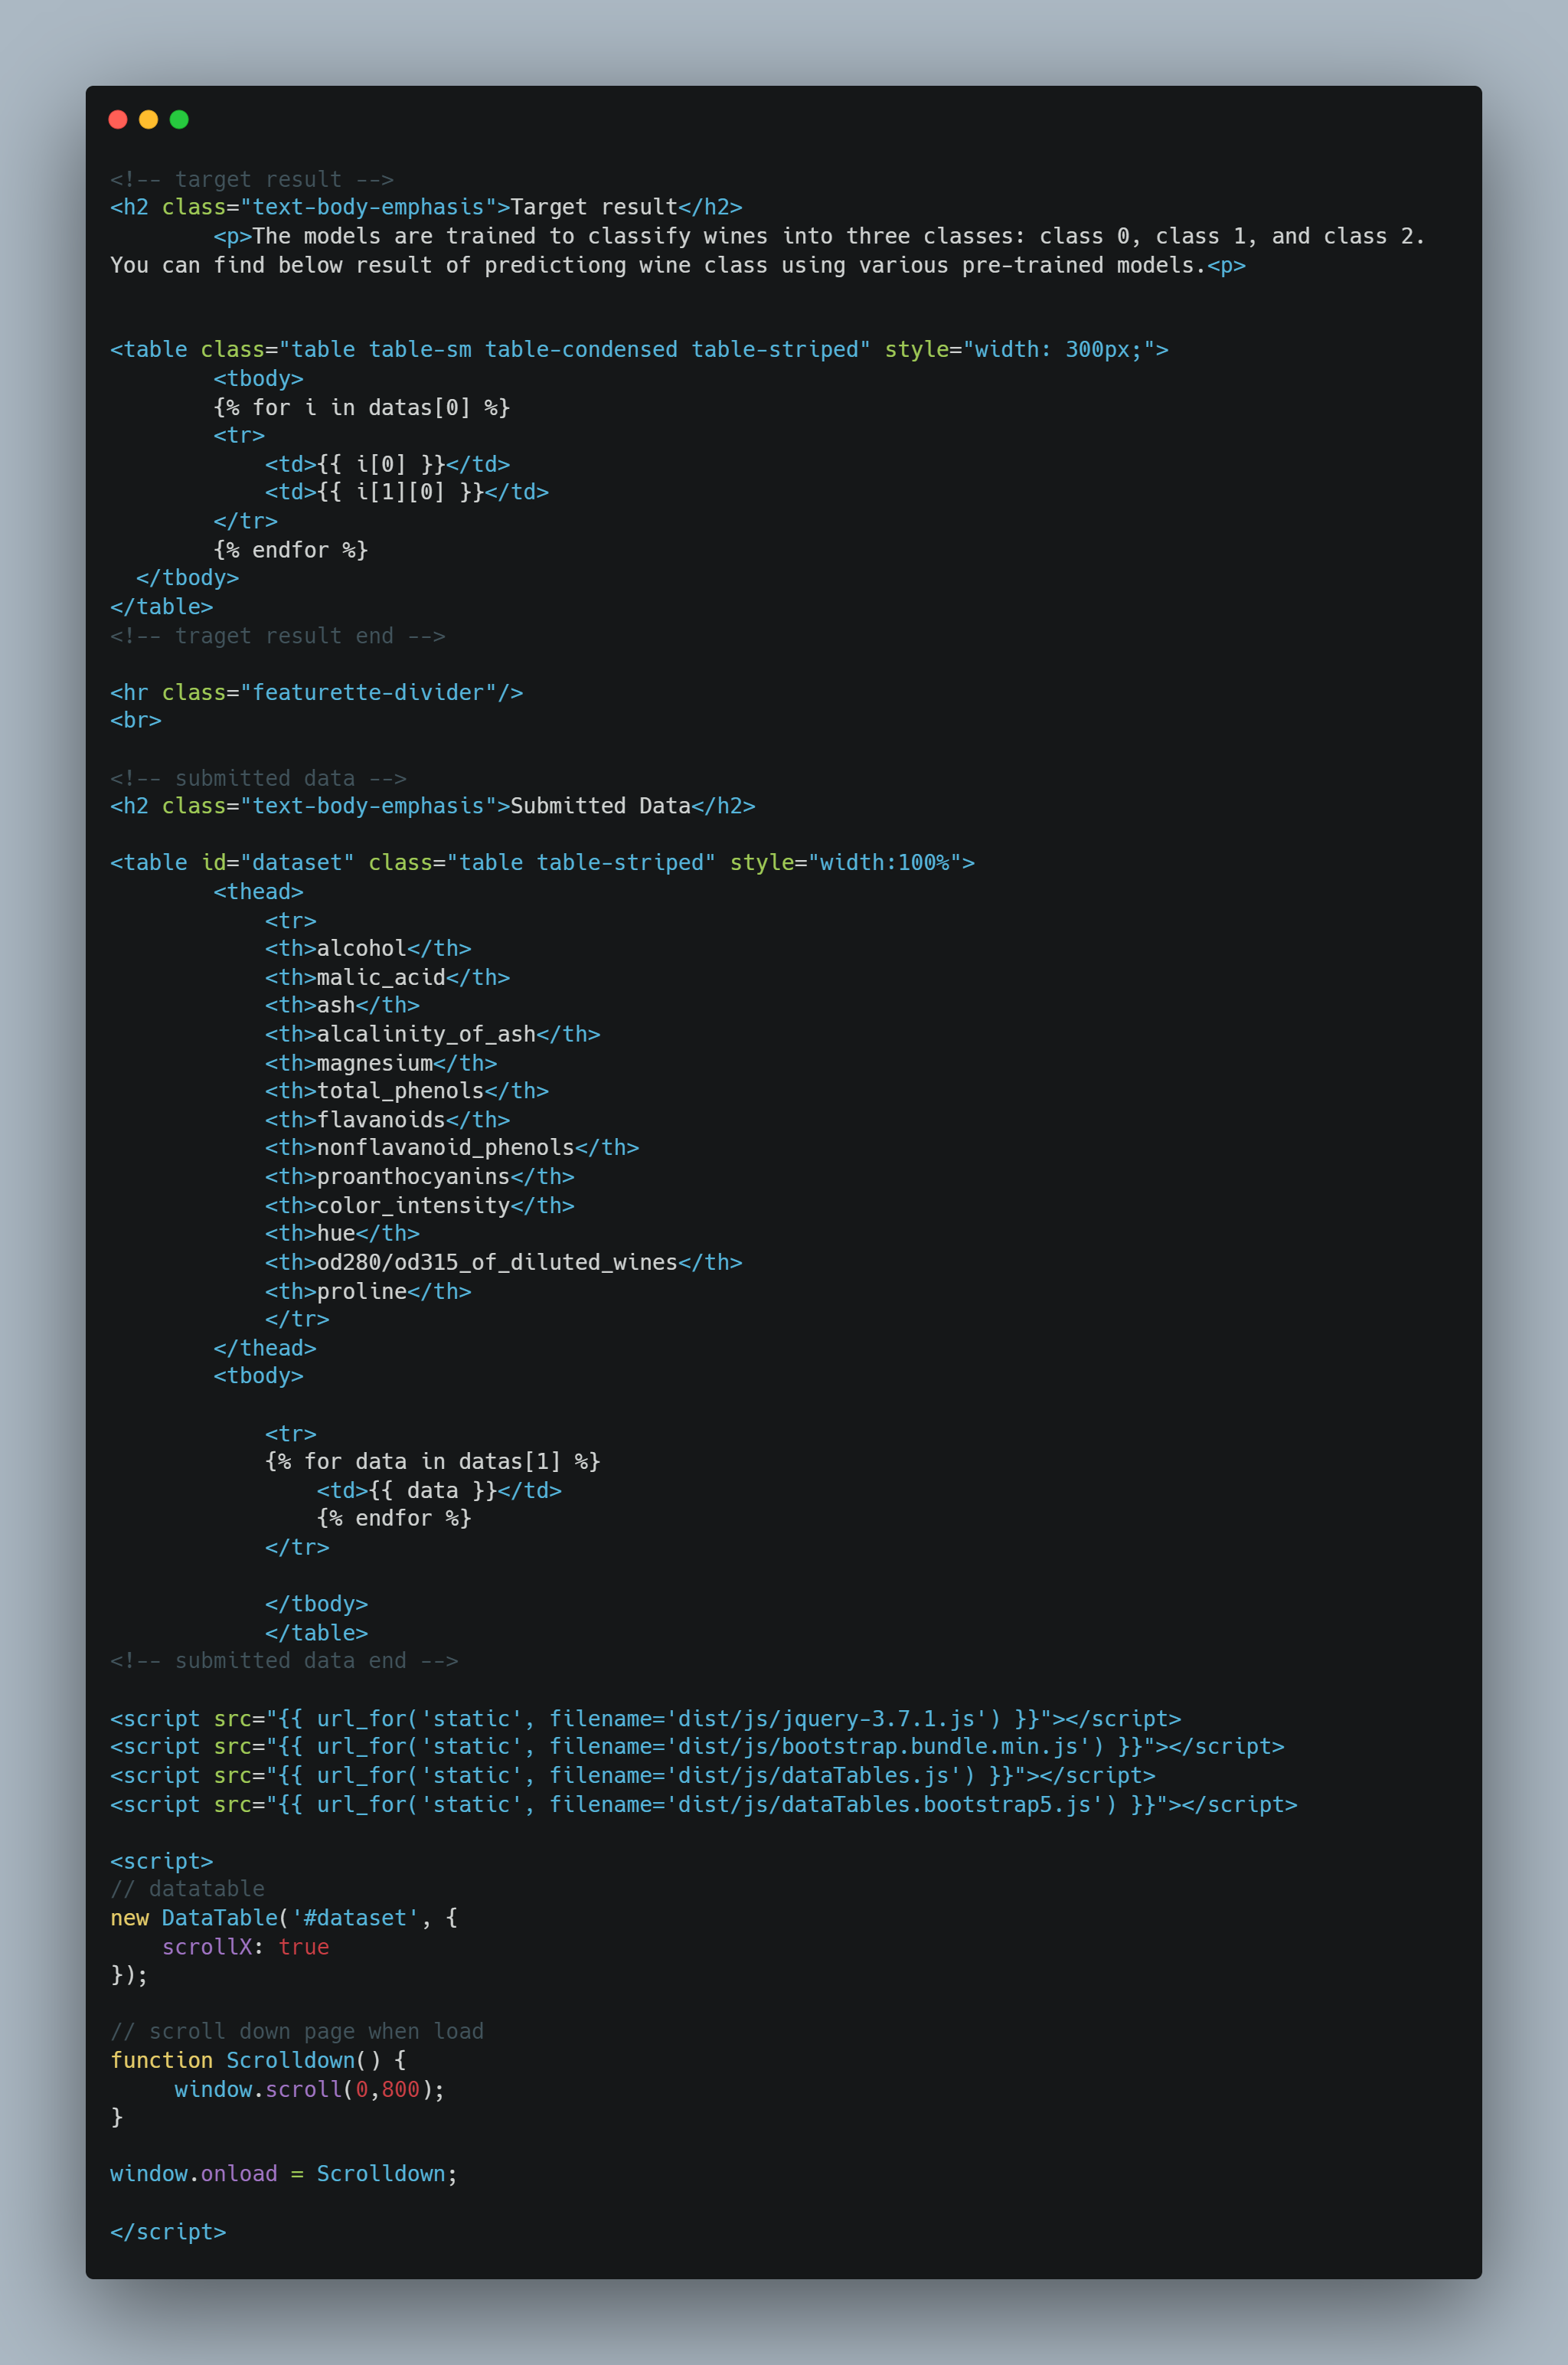 <!-- target result -->
<h2 class="text-body-emphasis">Target result</h2>
        <p>The models are trained to classify wines into three classes: class 0, class 1, and class 2.
You can find below result of predictiong wine class using various pre-trained models.<p>
<table class="table table-sm table-condensed table-striped" style="width: 300px;">
        <tbody>
        {% for i in datas[0] %}
        <tr>
            <td>{{ i[0] }}</td>
            <td>{{ i[1][0] }}</td>
        </tr>
        {% endfor %}
  </tbody>
</table>
<!-- traget result end -->
<hr class="featurette-divider"/>
<br>
<!-- submitted data -->
<h2 class="text-body-emphasis">Submitted Data</h2>
<table id="dataset" class="table table-striped" style="width:100%">
        <thead>
            <tr>
            <th>alcohol</th>
            <th>malic_acid</th>
            <th>ash</th>
            <th>alcalinity_of_ash</th>
            <th>magnesium</th>
            <th>total_phenols</th>
            <th>flavanoids</th>
            <th>nonflavanoid_phenols</th>
            <th>proanthocyanins</th>
            <th>color_intensity</th>
            <th>hue</th>
            <th>od280/od315_of_diluted_wines</th>
            <th>proline</th>
            </tr>
        </thead>
        <tbody>
            <tr>
            {% for data in datas[1] %}
                <td>{{ data }}</td>
                {% endfor %}
            </tr>
            </tbody>
            </table>
<!-- submitted data end -->
<script src="{{ url_for('static', filename='dist/js/jquery-3.7.1.js') }}"></script>
<script src="{{ url_for('static', filename='dist/js/bootstrap.bundle.min.js') }}"></script>
<script src="{{ url_for('static', filename='dist/js/dataTables.js') }}"></script>
<script src="{{ url_for('static', filename='dist/js/dataTables.bootstrap5.js') }}"></script>
<script>
// datatable
new DataTable('#dataset', {
    scrollX: true
});
// scroll down page when load
function Scrolldown() {
     window.scroll(0,800);
}
window.onload = Scrolldown;
</script>